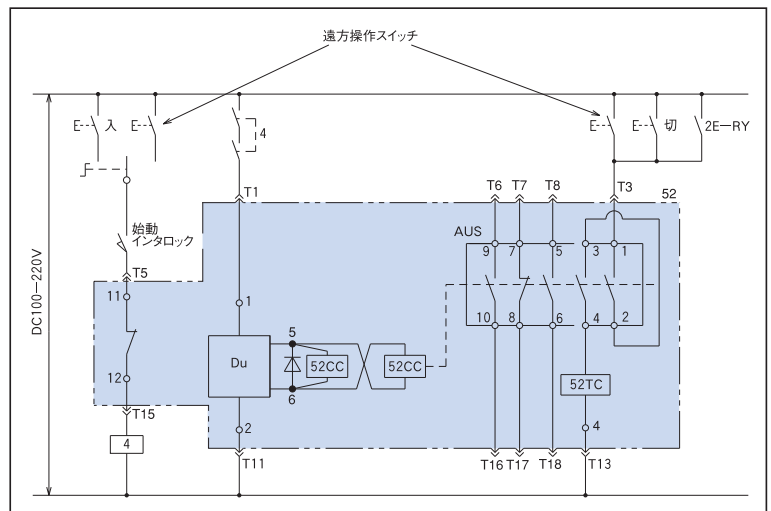 遠方操作スイッチ
入
4
切
2E—RY
T1
T6
T7
T8
T3
52
AUS
始動
インタロック
9
7
5
3
1
T5
11
DC100—220V
1
10
8
6
4
2
Du
5
52CC
52CC
6
12
52TC
T15
4
2
4
T11
T16
T17
T18
T13